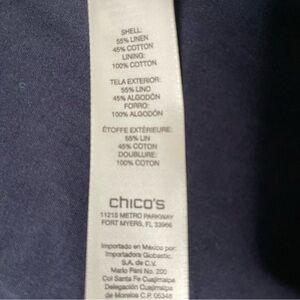 SHELL:
55% LINEN
45% COTTON
LINING:
100% COTTON
TELA EXTERIOR:
55% LINO
45% ALGODÓN
FORRO:
100% ALGODÓN
ÉTOFFE EXTÉRIEURE:
55% LIN
45% COTON
DOUBLURE:
100% COTON
chico's
11215 METRO PARKWAY
FORT MYERS, FL 33966
Importado en México por:
Importadora Globastic,
S.A. de C.V.
Mario Pani No. 200
Col Santa Fe Cuajimalpa
Delegación Cuajimalpa
de Morelos C.P. 05348